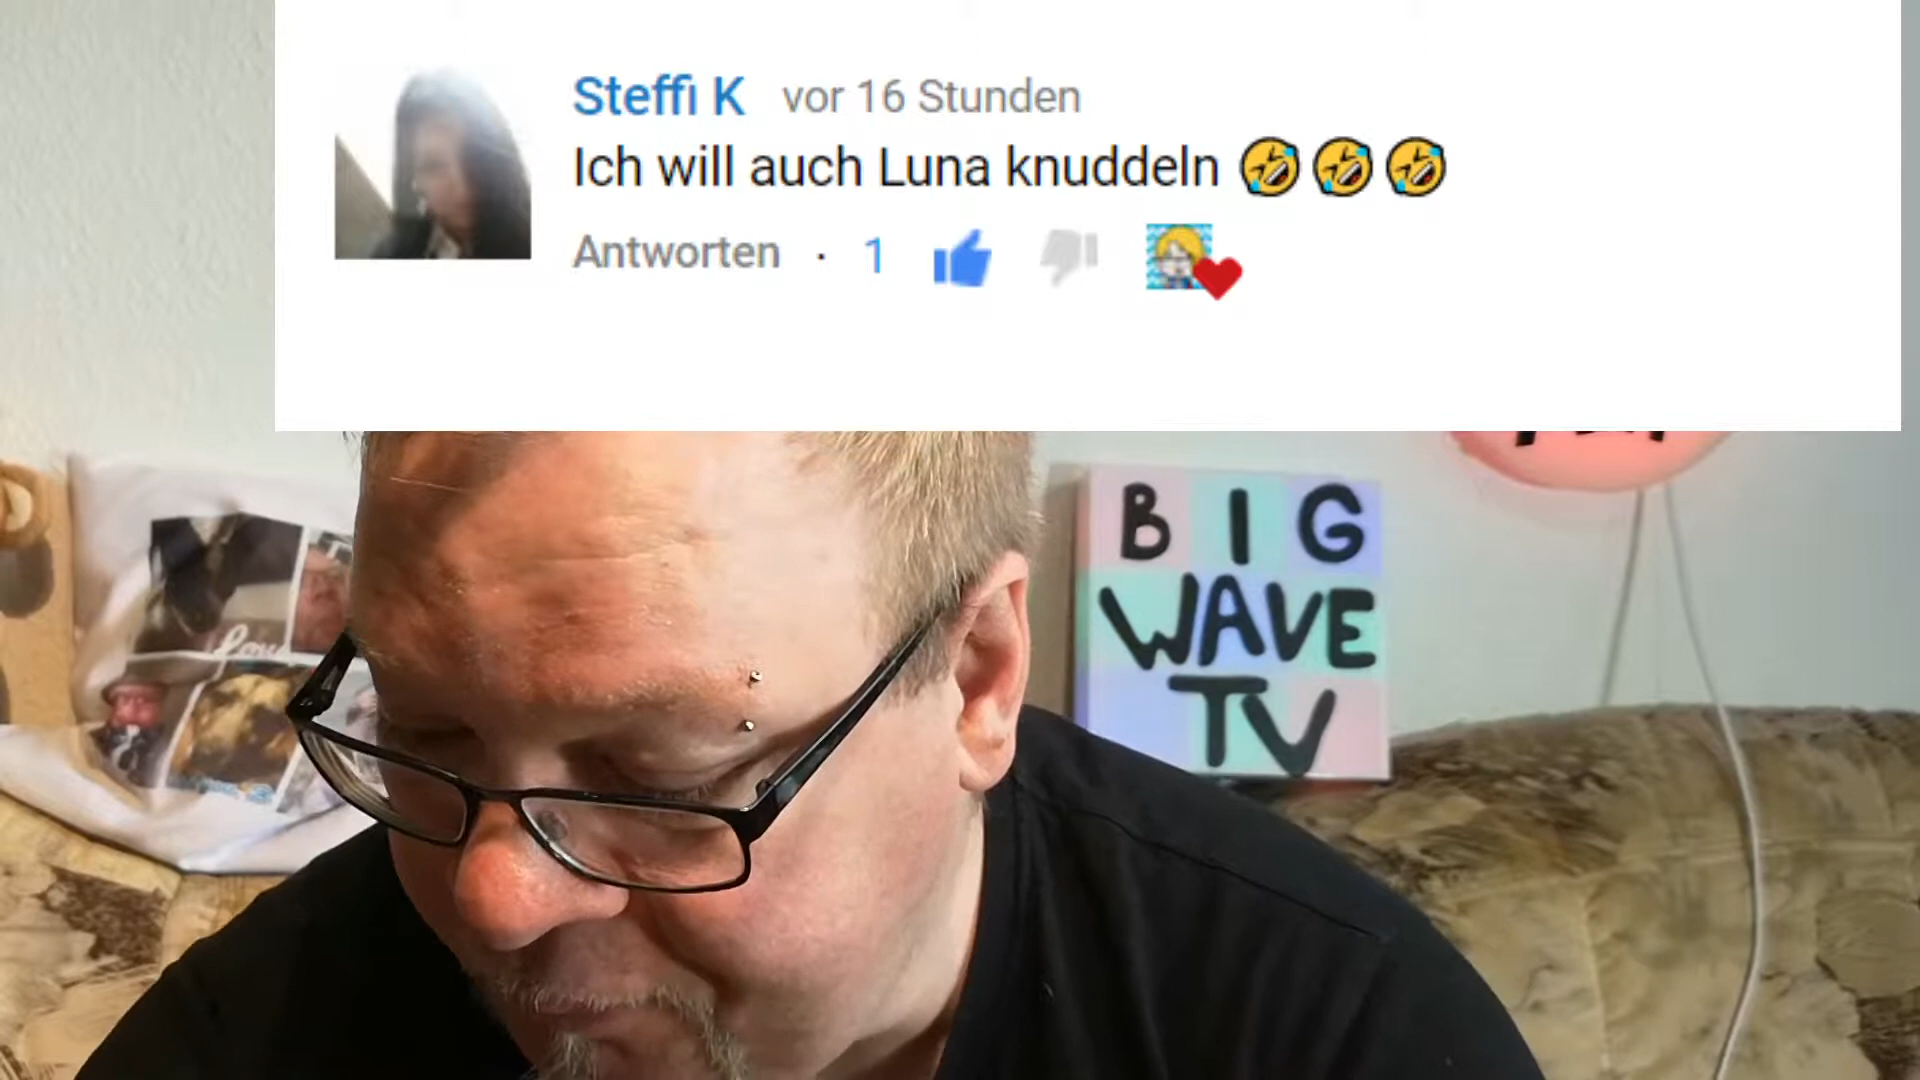 Steffi K vor 16 Stunden
Ich will auch Luna knuddeln 🤣🤣🤣
Antworten · 1
BIG
WAVE
TV